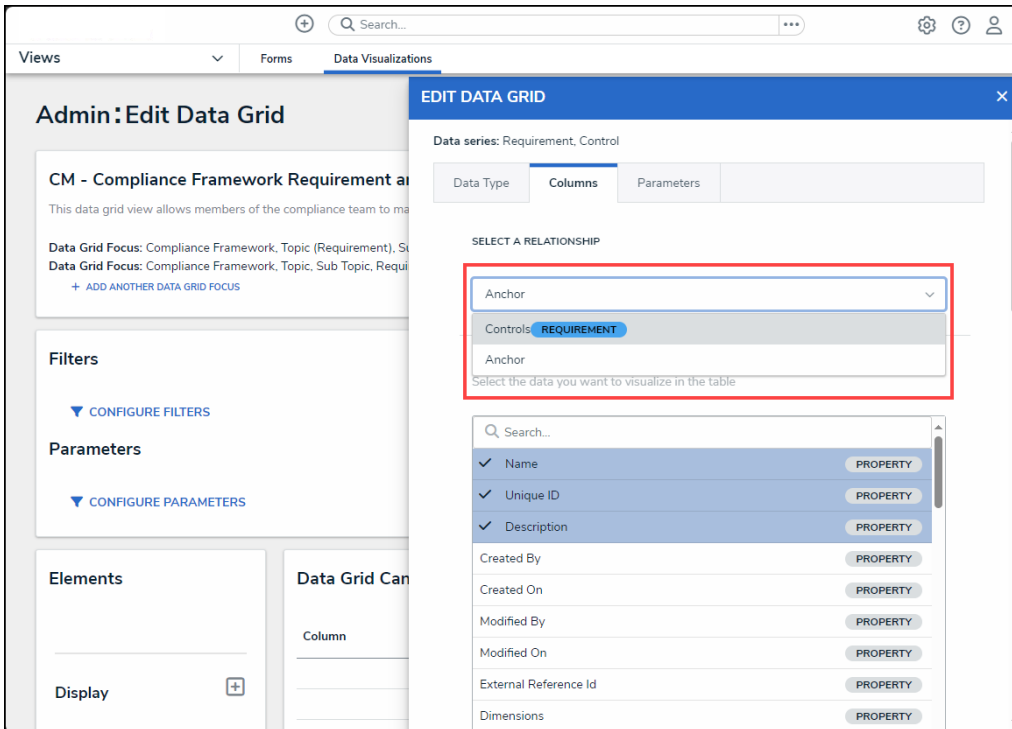 Search...
Views
Forms
Data Visualizations
Admin:Edit Data Grid
CM - Compliance Framework Requirement
This data grid view allows members of the compliance team to
Data Grid Focus: Compliance Framework, Topic (Requirement),
Data Grid Focus: Compliance Framework, Topic, Sub Topic,
+ ADD ANOTHER DATA GRID FOCUS
Filters
CONFIGURE FILTERS
Parameters
CONFIGURE PARAMETERS
Elements
Display
Data Grid
Column
EDIT DATA GRID
Data series: Requirement, Control
Data Type
Columns
Parameters
SELECT A RELATIONSHIP
Anchor
Controls REQUIREMENT
Anchor
Select the data you want to visualize in the table
Search...
Name PROPERTY
Unique ID PROPERTY
Description PROPERTY
Created By PROPERTY
Created On PROPERTY
Modified By PROPERTY
Modified On PROPERTY
External Reference Id PROPERTY
Dimensions PROPERTY